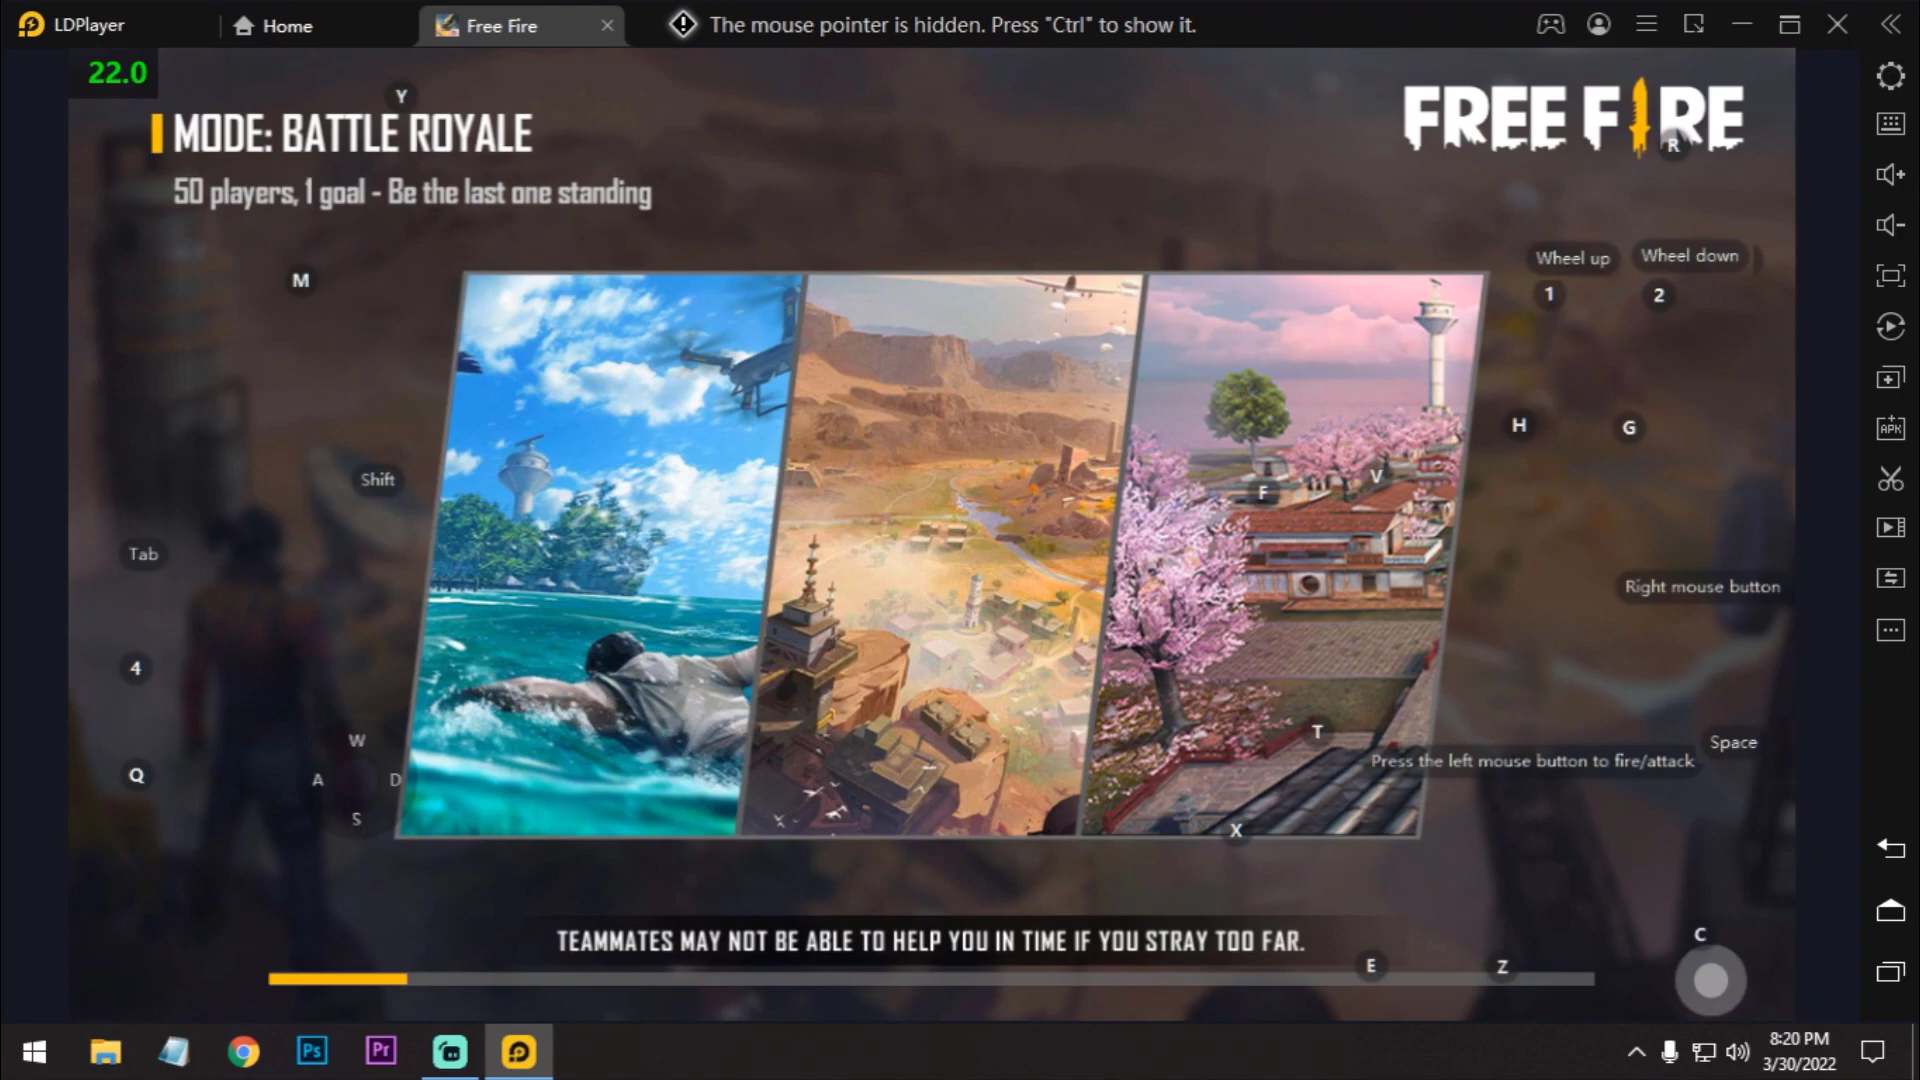 LDPlayer
Home
Free Fire
The mouse pointer is hidden. Press "Ctrl" to show it.
22.0
Y
MODE: BATTLE ROYALE
50 players, 1 goal - Be the last one standing
FREE FIRE
R
M
Wheel up
Wheel down
1
2
APK
H
G
Shift
V
F
Tab
Right mouse button
4
W
T
Space
Press the left mouse button to fire/attack
Q
A
D
S
X
TEAMMATES MAY NOT BE ABLE TO HELP YOU IN TIME IF YOU STRAY TOO FAR.
C
E
Z
Ps
Pr
8:20 PM
3/30/2022